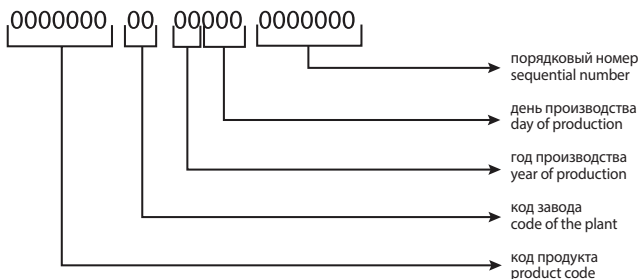 0000000 00 00000 0000000
порядковый номер
sequential number
день производства
day of production
год производства
year of production
код завода
code of the plant
код продукта
product code